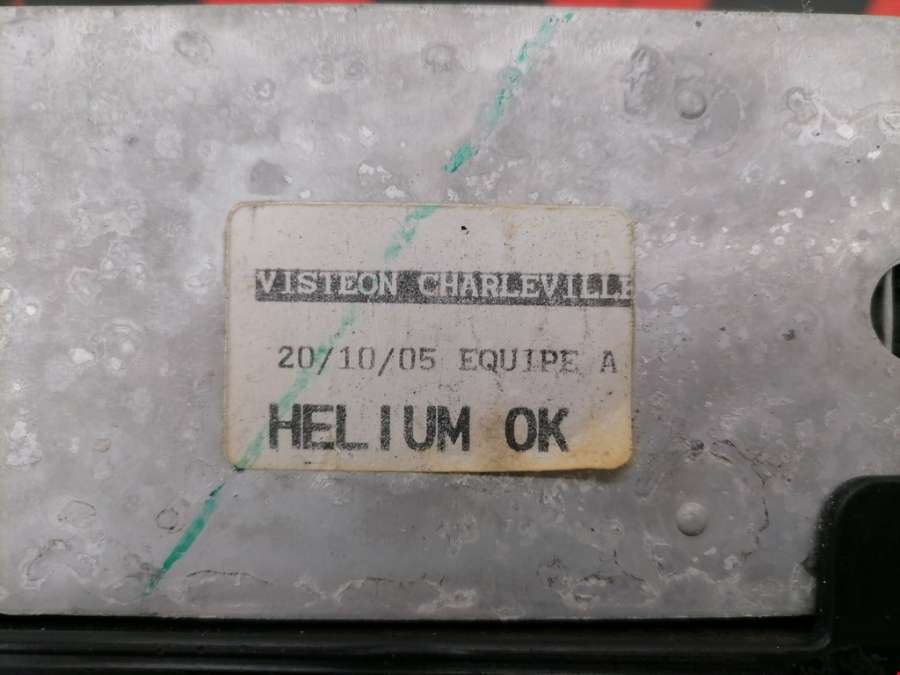 VISTEON CHARLEVILLE
20/10/05 EQUIPE A
HELIUM OK